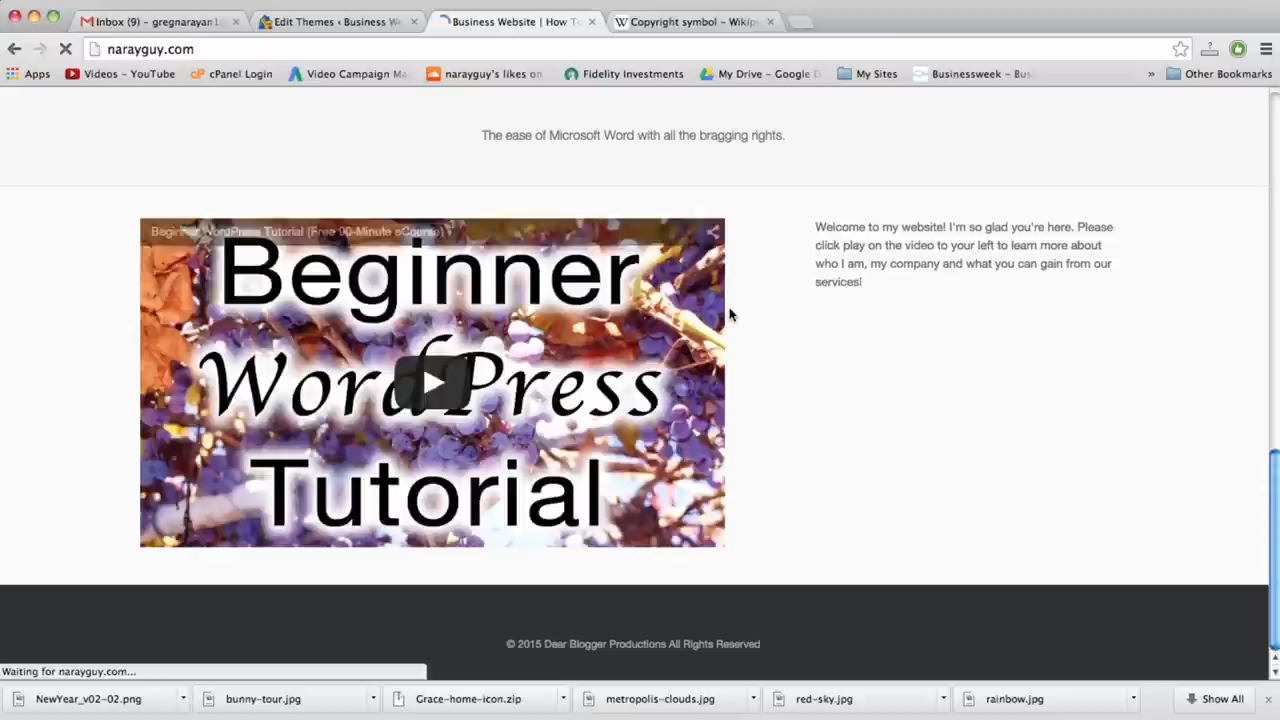 Inbox (9) - gregnarayan1
Edit Themes ‹ Business We
Business Website | How To
Copyright symbol - Wikip
narayguy.com
Apps
Videos - YouTube
cPanel Login
Video Campaign Ma
narayguy's likes on
Fidelity Investments
My Drive - Google D
My Sites
Businessweek - Bus
»
Other Bookmarks
The ease of Microsoft Word with all the bragging rights.
Beginner WordPress Tutorial (Free 90-Minute eCourse)
Beginner
WordPress
Tutorial
Welcome to my website! I'm so glad you're here. Please
click play on the video to your left to learn more about
who I am, my company and what you can gain from our
services!
© 2015 Dear Blogger Productions All Rights Reserved
Waiting for narayguy.com...
NewYear_v02-02.png
bunny-tour.jpg
Grace-home-icon.zip
metropolis-clouds.jpg
red-sky.jpg
rainbow.jpg
Show All